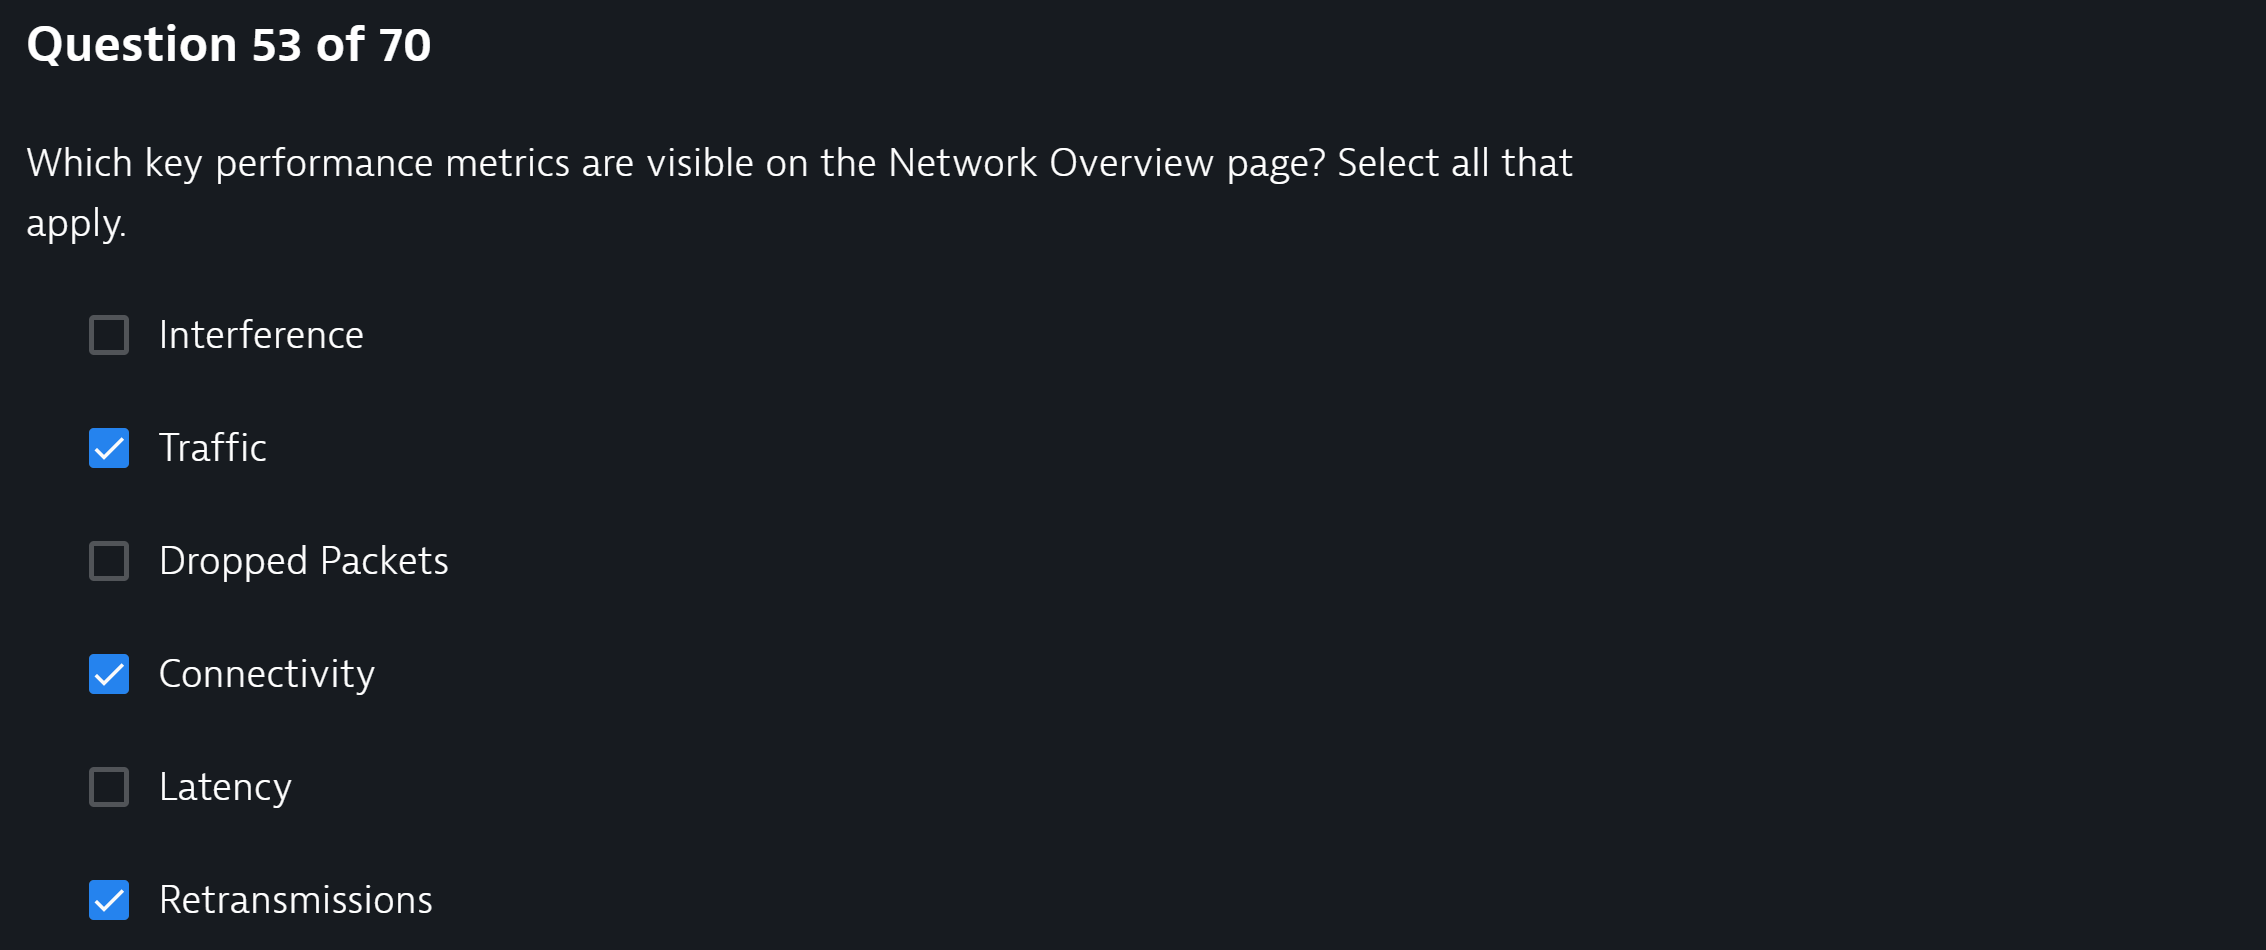 Question 53 of 70
Which key performance metrics are visible on the Network Overview page? Select all that
apply.
Interference
Traffic
Dropped Packets
Connectivity
Latency
Retransmissions